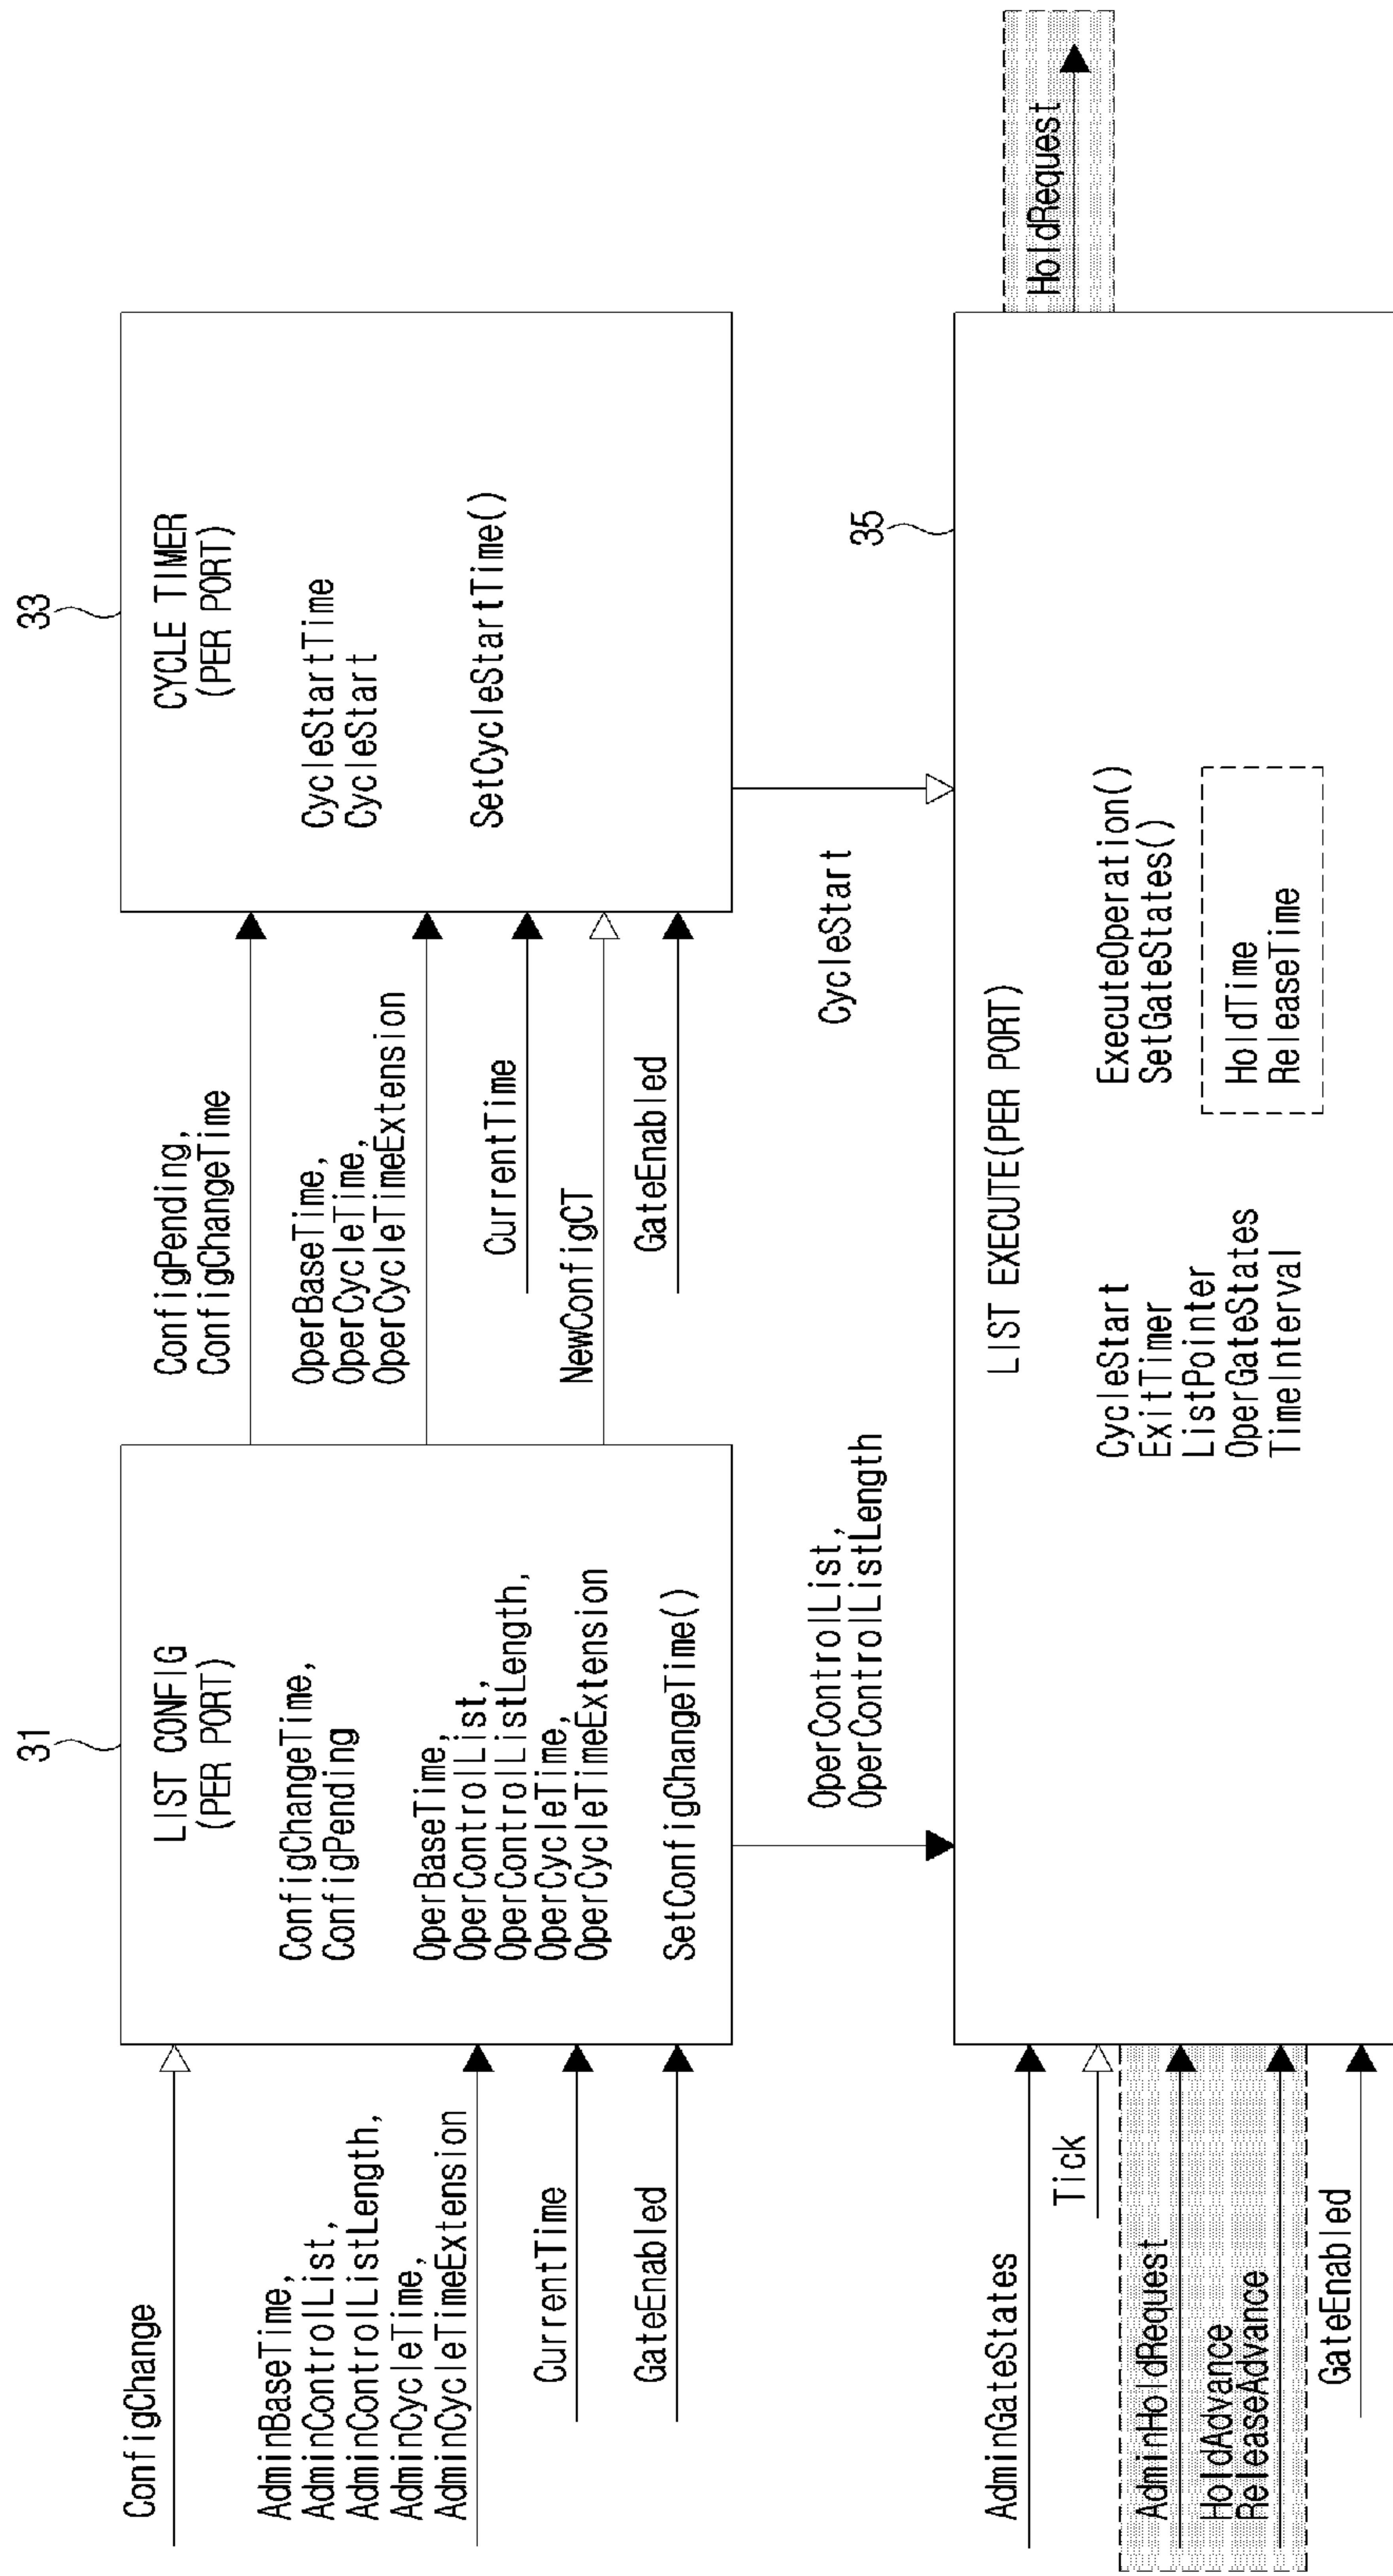 31
33
ConfigChange
AdminBaseTime,
AdminControlList,
AdminControlListLength,
AdminCycleTime,
AdminCycleTimeExtension
CurrentTime
GateEnabled
LIST CONFIG
(PER PORT)
ConfigChangeTime,
ConfigPending
OperBaseTime,
OperControlList,
OperControlListLength,
OperCycleTime,
OperCycleTimeExtension
SetConfigChangeTime()
ConfigPending,
ConfigChangeTime
OperBaseTime,
OperCycleTime,
OperCycleTimeExtension
CurrentTime
NewConfigCT
GateEnabled
CYCLE TIMER
(PER PORT)
CycleStartTime
CycleStart
SetCycleStartTime()
OperControlList,
OperControlListLength
CycleStart
35
AdminGateStates
Tick
AdminHoldRequest
HoldAdvance
ReleaseAdvance
GateEnabled
LIST EXECUTE(PER PORT)
CycleStart
ExitTimer
ListPointer
OperGateStates
TimeInterval
ExecuteOperation()
SetGateStates()
HoldTime
ReleaseTime
HoldRequest